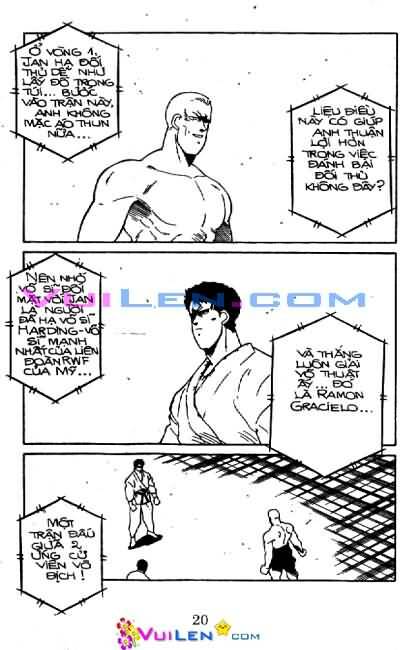 Ở VÒNG 1,
JAN HẠ ĐỐI
THỦ DỄ NHƯ
LẤY ĐỒ TRONG
TÚI... BƯỚC
VÀO TRẬN NÀY,
ANH KHÔNG
MẶC ÁO THUN
NỮA...
LIỆU ĐIỀU
NÀY CÓ GIÚP
ANH THUẬN
LỢI HƠN
TRONG VIỆC
ĐÁNH BẠI
ĐỐI THỦ
KHÔNG ĐÂY?
NÊN NHỚ
VÕ SĨ ĐỐI
MẶT VỚI JAN
LÀ NGƯỜI
ĐÃ HẠ VÕ SĨ
HARDING-VÕ
SĨ MẠNH
NHẤT CỦA LIÊN
ĐOÀN RWF
CỦA MỸ...
VUILEN.COM
VÀ THẮNG
LUÔN GIẢI
VÕ THUẬT
ẤY... ĐÓ
LÀ RAMON
GRACIELO...
MỘT
TRẬN ĐẤU
GIỮA 2
ỨNG CỬ
VIÊN VÔ
ĐỊCH!
20
VUILEN.COM